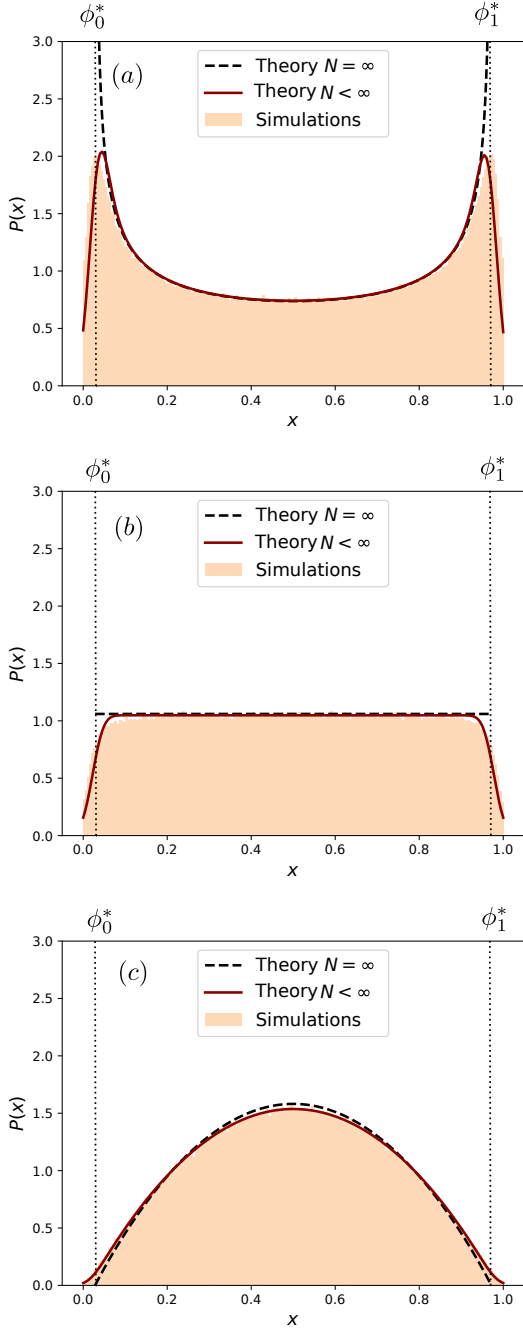 ϕ₀* ϕ₁*
3.0
2.5
2.0
1.5
1.0
0.5
0.0
P(x)
(a)
Theory N = ∞
Theory N < ∞
Simulations
0.0 0.2 0.4 0.6 0.8 1.0
x
ϕ₀* ϕ₁*
3.0
2.5
2.0
1.5
1.0
0.5
0.0
P(x)
(b)
Theory N = ∞
Theory N < ∞
Simulations
0.0 0.2 0.4 0.6 0.8 1.0
x
ϕ₀* ϕ₁*
3.0
2.5
2.0
1.5
1.0
0.5
0.0
P(x)
(c)
Theory N = ∞
Theory N < ∞
Simulations
0.0 0.2 0.4 0.6 0.8 1.0
x